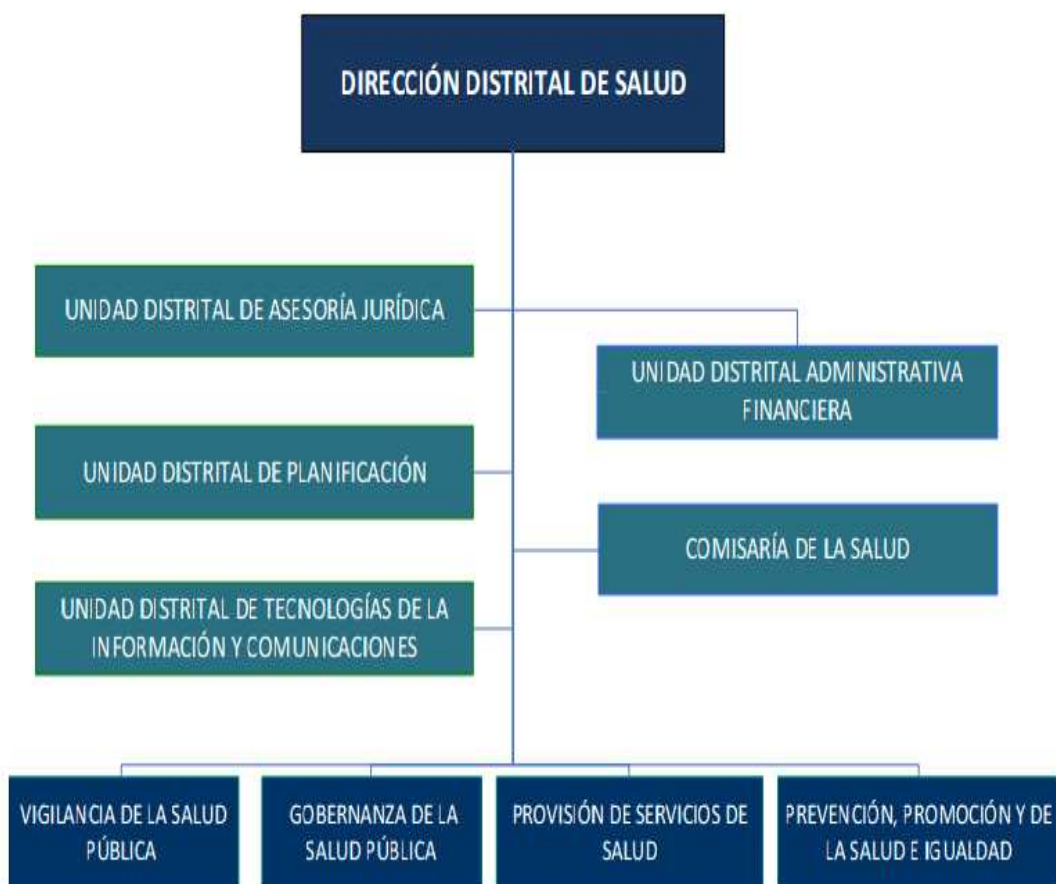 DIRECCIÓN DISTRITAL DE SALUD
UNIDAD DISTRITAL DE ASESORÍA JURÍDICA
UNIDAD DISTRITAL ADMINISTRATIVA
FINANCIERA
UNIDAD DISTRITAL DE PLANIFICACIÓN
COMISARÍA DE LA SALUD
UNIDAD DISTRITAL DE TECNOLOGÍAS DE LA
INFORMACIÓN Y COMUNICACIONES
VIGILANCIA DE LA SALUD
PÚBLICA
GOBERNANZA DE LA
SALUD PÚBLICA
PROVISIÓN DE SERVICIOS DE
SALUD
PREVENCIÓN, PROMOCIÓN Y DE
LA SALUD E IGUALDAD